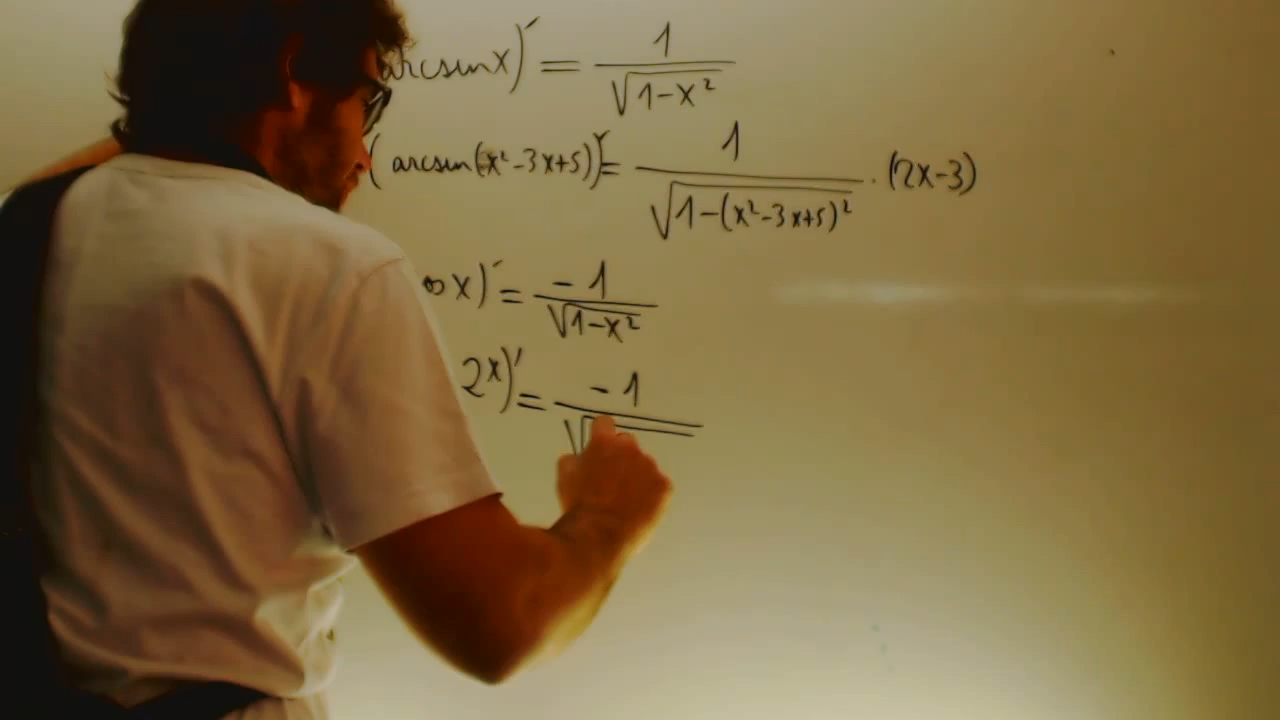 arcsinx)′ = 1/√(1-x²)
(arcsin(x²-3x+5))′ = 1/√(1-(x²-3x+5)²) · (2x-3)
os x)′ = -1/√(1-x²)
2ˣ)′ = -1/√